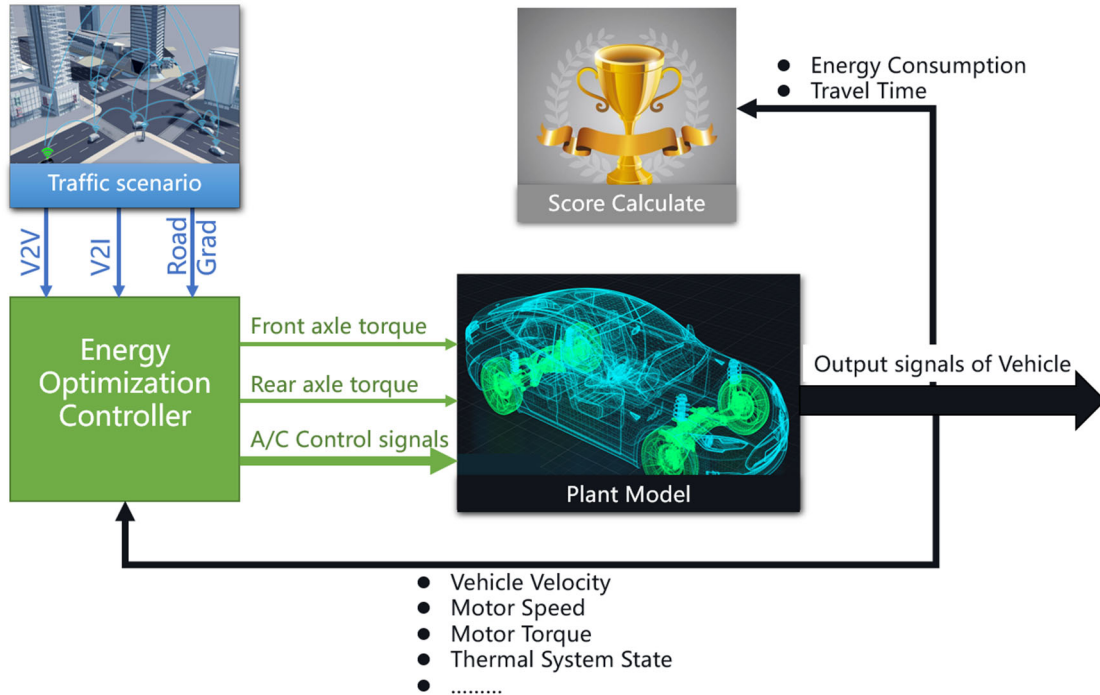 Traffic scenario
V2V
V2I
Road
Grad
Energy
Optimization
Controller
Front axle torque
Rear axle torque
A/C Control signals
Plant Model
Score Calculate
● Energy Consumption
● Travel Time
Output signals of Vehicle
● Vehicle Velocity
● Motor Speed
● Motor Torque
● Thermal System State
● .........